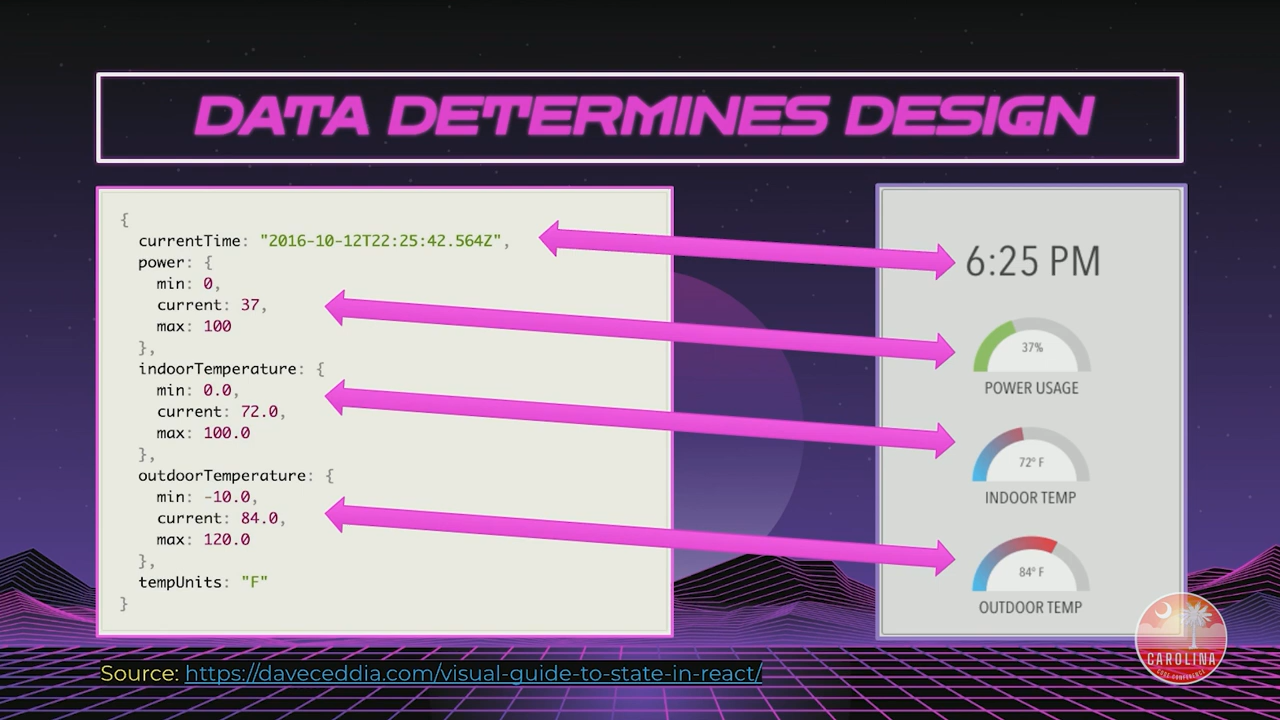 DATA DETERMINES DESIGN
{
currentTime: "2016-10-12T22:25:42.564Z",
power: {
min: 0,
current: 37,
max: 100
},
indoorTemperature: {
min: 0.0,
current: 72.0,
max: 100.0
},
outdoorTemperature: {
min: -10.0,
current: 84.0,
max: 120.0
},
tempUnits: "F"
}
6:25 PM
37%
POWER USAGE
72° F
INDOOR TEMP
84° F
OUTDOOR TEMP
Source: https://daveceddia.com/visual-guide-to-state-in-react/
CAROLINA
CODE CONFERENCE